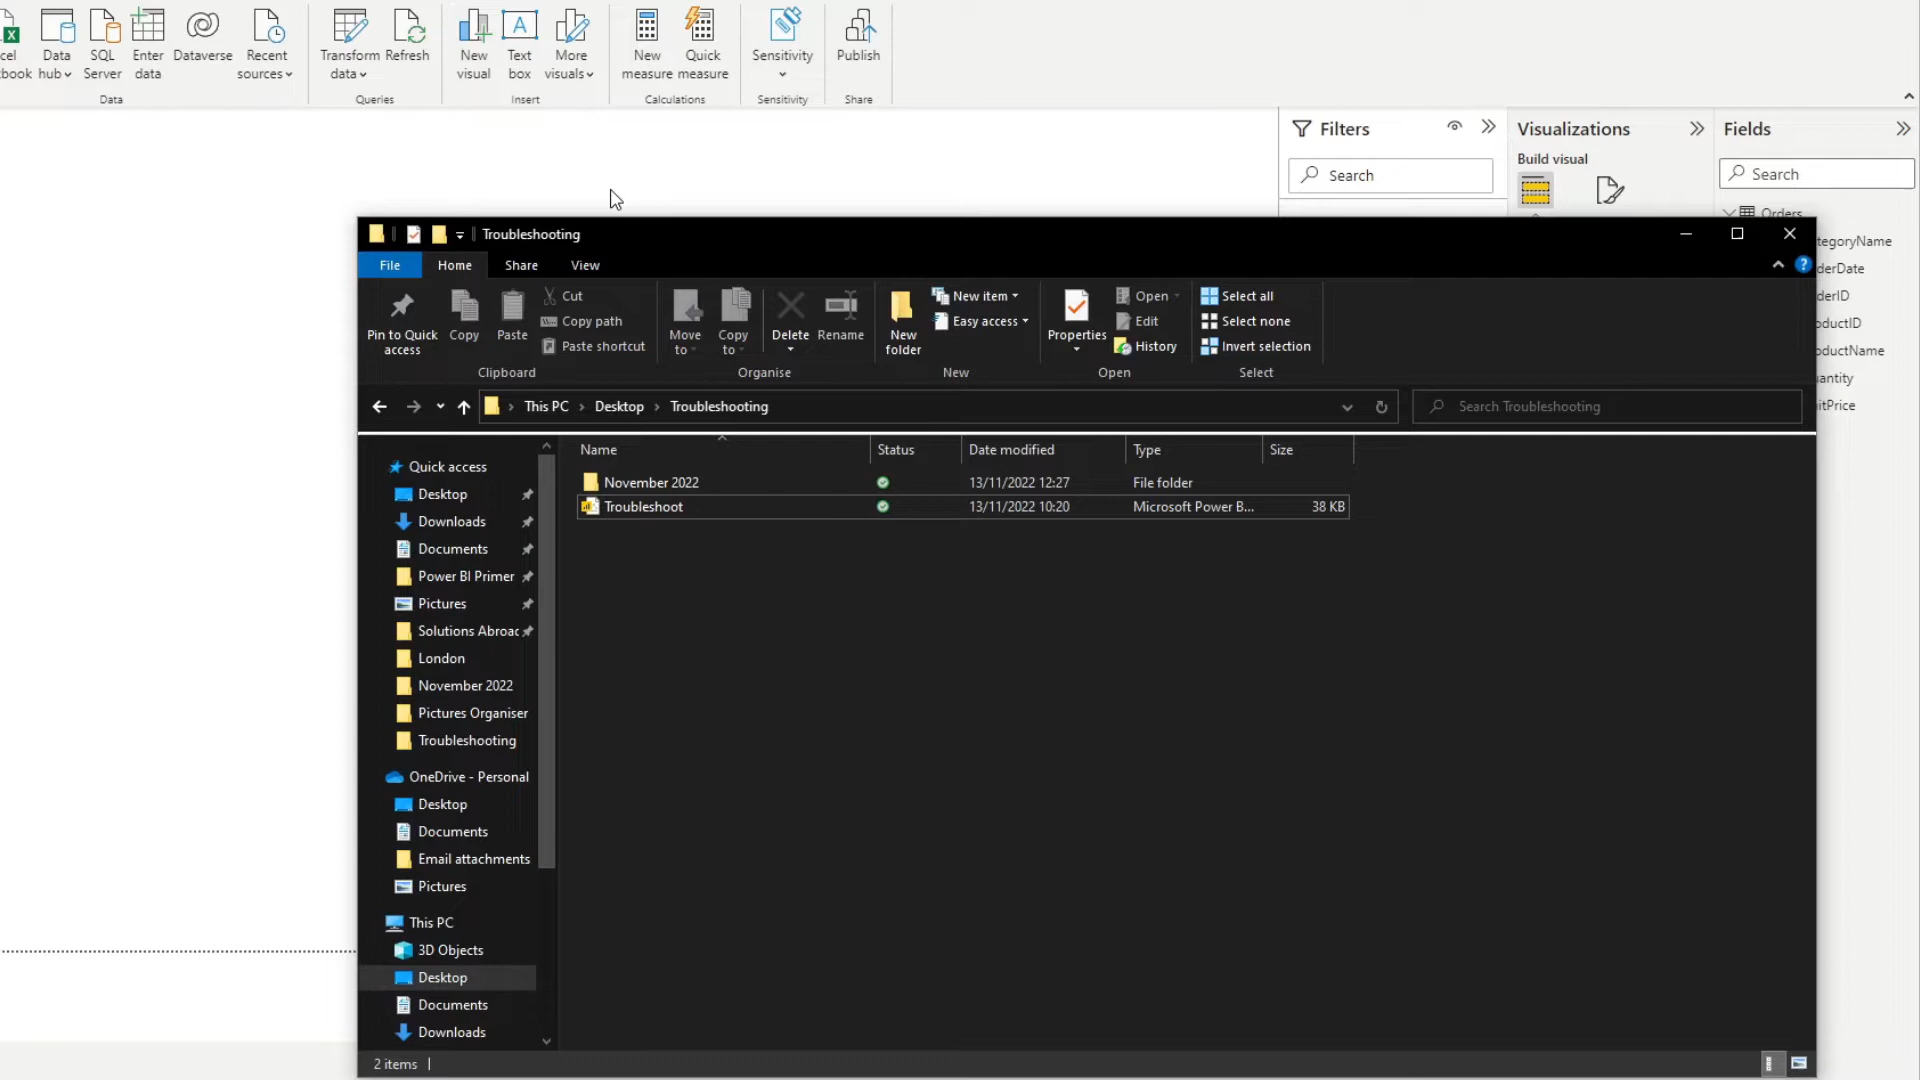 cel
book
Data
hub
SQL
Server
Enter
data
Dataverse
Recent
sources
Transform
data
Refresh
New
visual
Text
box
More
visuals
New
measure
Quick
measure
Sensitivity
Publish
Data
Queries
Insert
Calculations
Sensitivity
Share
Filters
Visualizations
Fields
Build visual
Search
Search
Orders
tegoryName
derDate
derID
oductID
oductName
antity
itPrice
Troubleshooting
File
Home
Share
View
Pin to Quick
access
Copy
Paste
Cut
Copy path
Paste shortcut
Move
to
Copy
to
Delete
Rename
New
folder
New item
Easy access
Properties
Open
Edit
History
Select all
Select none
Invert selection
Clipboard
Organise
New
Open
Select
This PC > Desktop > Troubleshooting
Search Troubleshooting
Name
Status
Date modified
Type
Size
November 2022
13/11/2022 12:27
File folder
Troubleshoot
13/11/2022 10:20
Microsoft Power B...
38 KB
Quick access
Desktop
Downloads
Documents
Power BI Primer
Pictures
Solutions Abroad
London
November 2022
Pictures Organiser
Troubleshooting
OneDrive - Personal
Desktop
Documents
Email attachments
Pictures
This PC
3D Objects
Desktop
Documents
Downloads
2 items